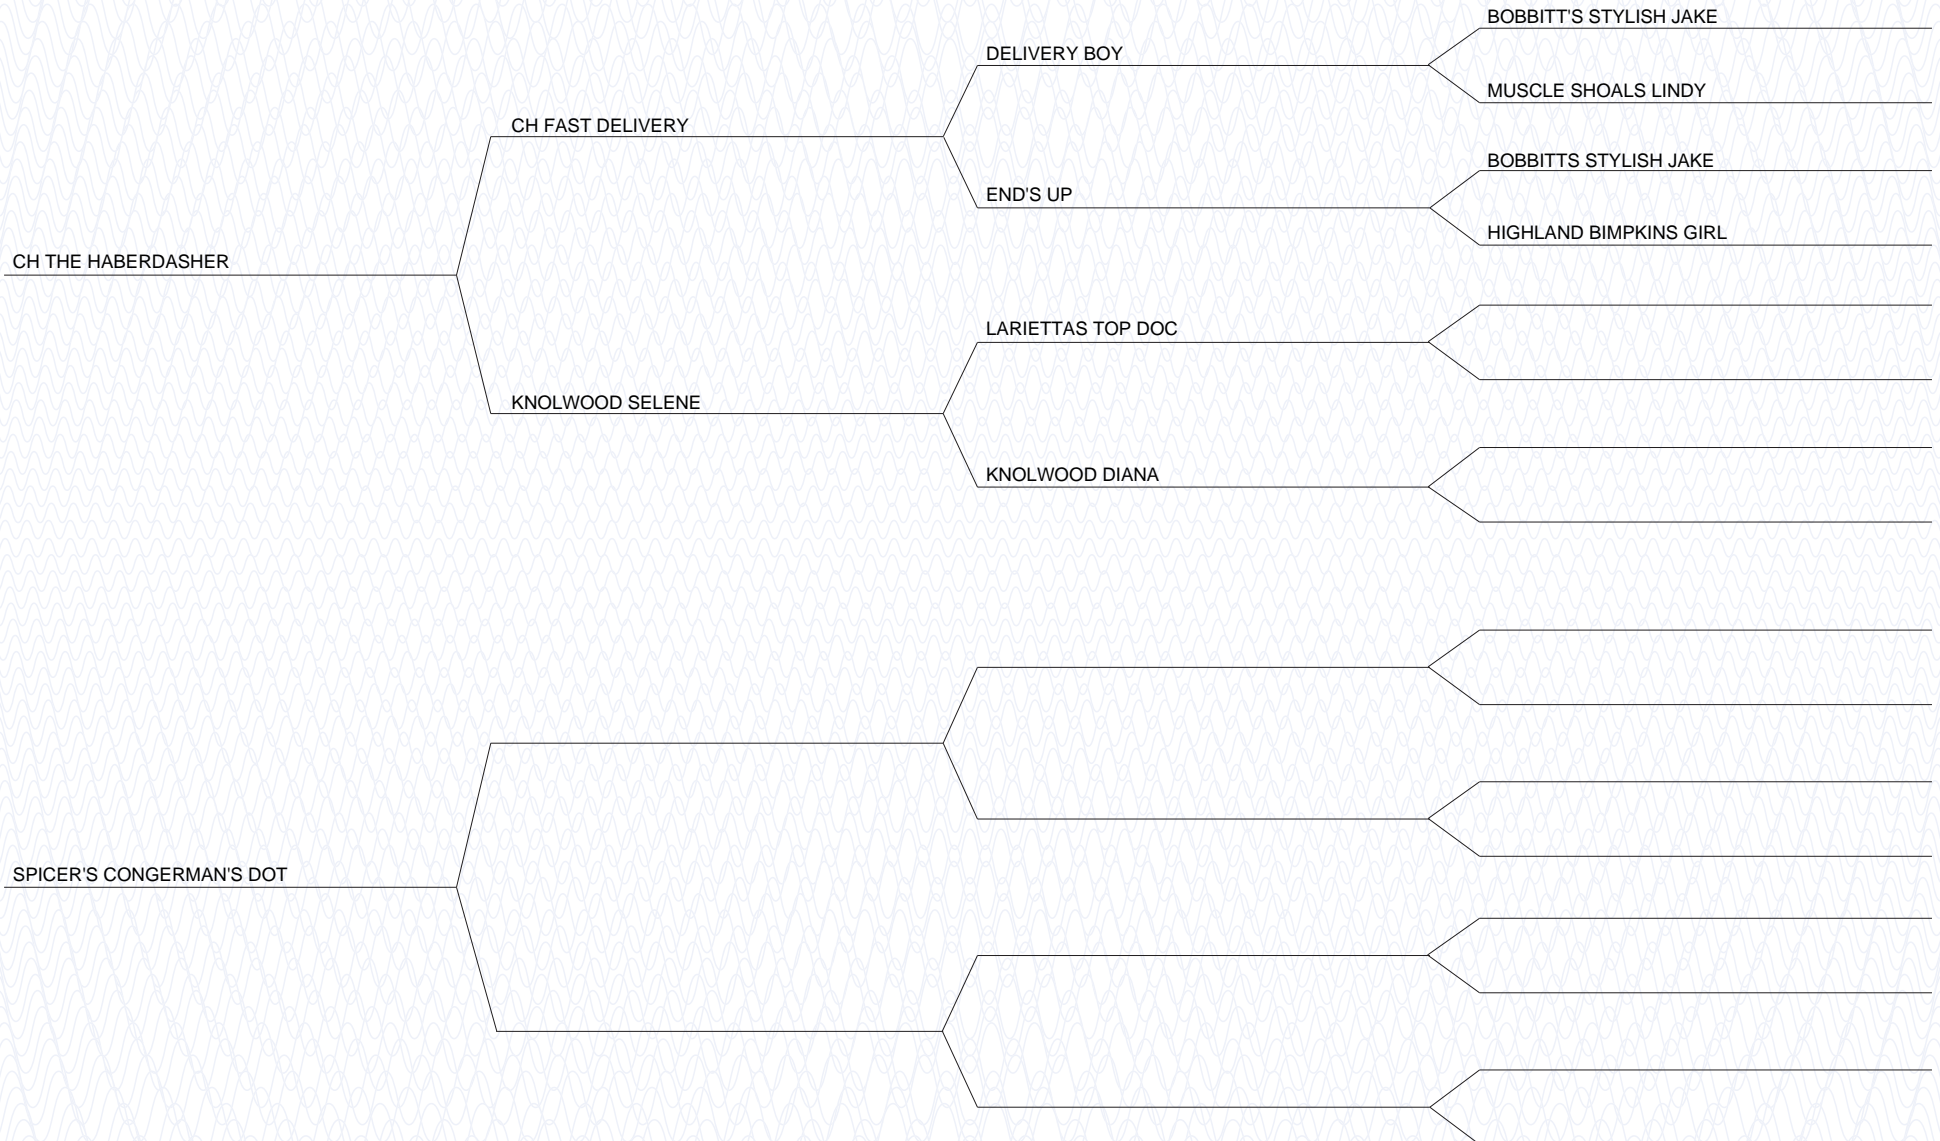 BOBBITT'S STYLISH JAKE
DELIVERY BOY
MUSCLE SHOALS LINDY
CH FAST DELIVERY
BOBBITTS STYLISH JAKE
END'S UP
HIGHLAND BIMPKINS GIRL
CH THE HABERDASHER
LARIETTAS TOP DOC
KNOLWOOD SELENE
KNOLWOOD DIANA
SPICER'S CONGERMAN'S DOT